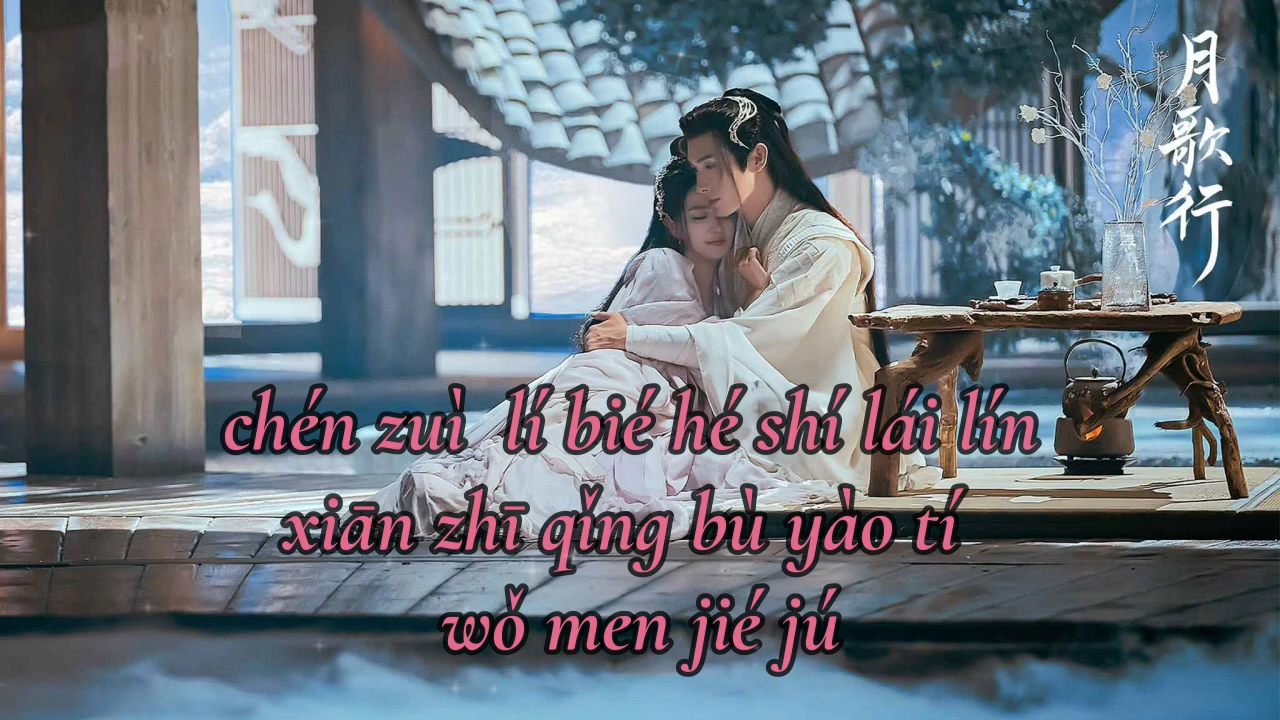 月歌行
chén zuì lí bié hé shí lái lín
xiān zhī qǐng bù yào tí
wǒ men jié jú